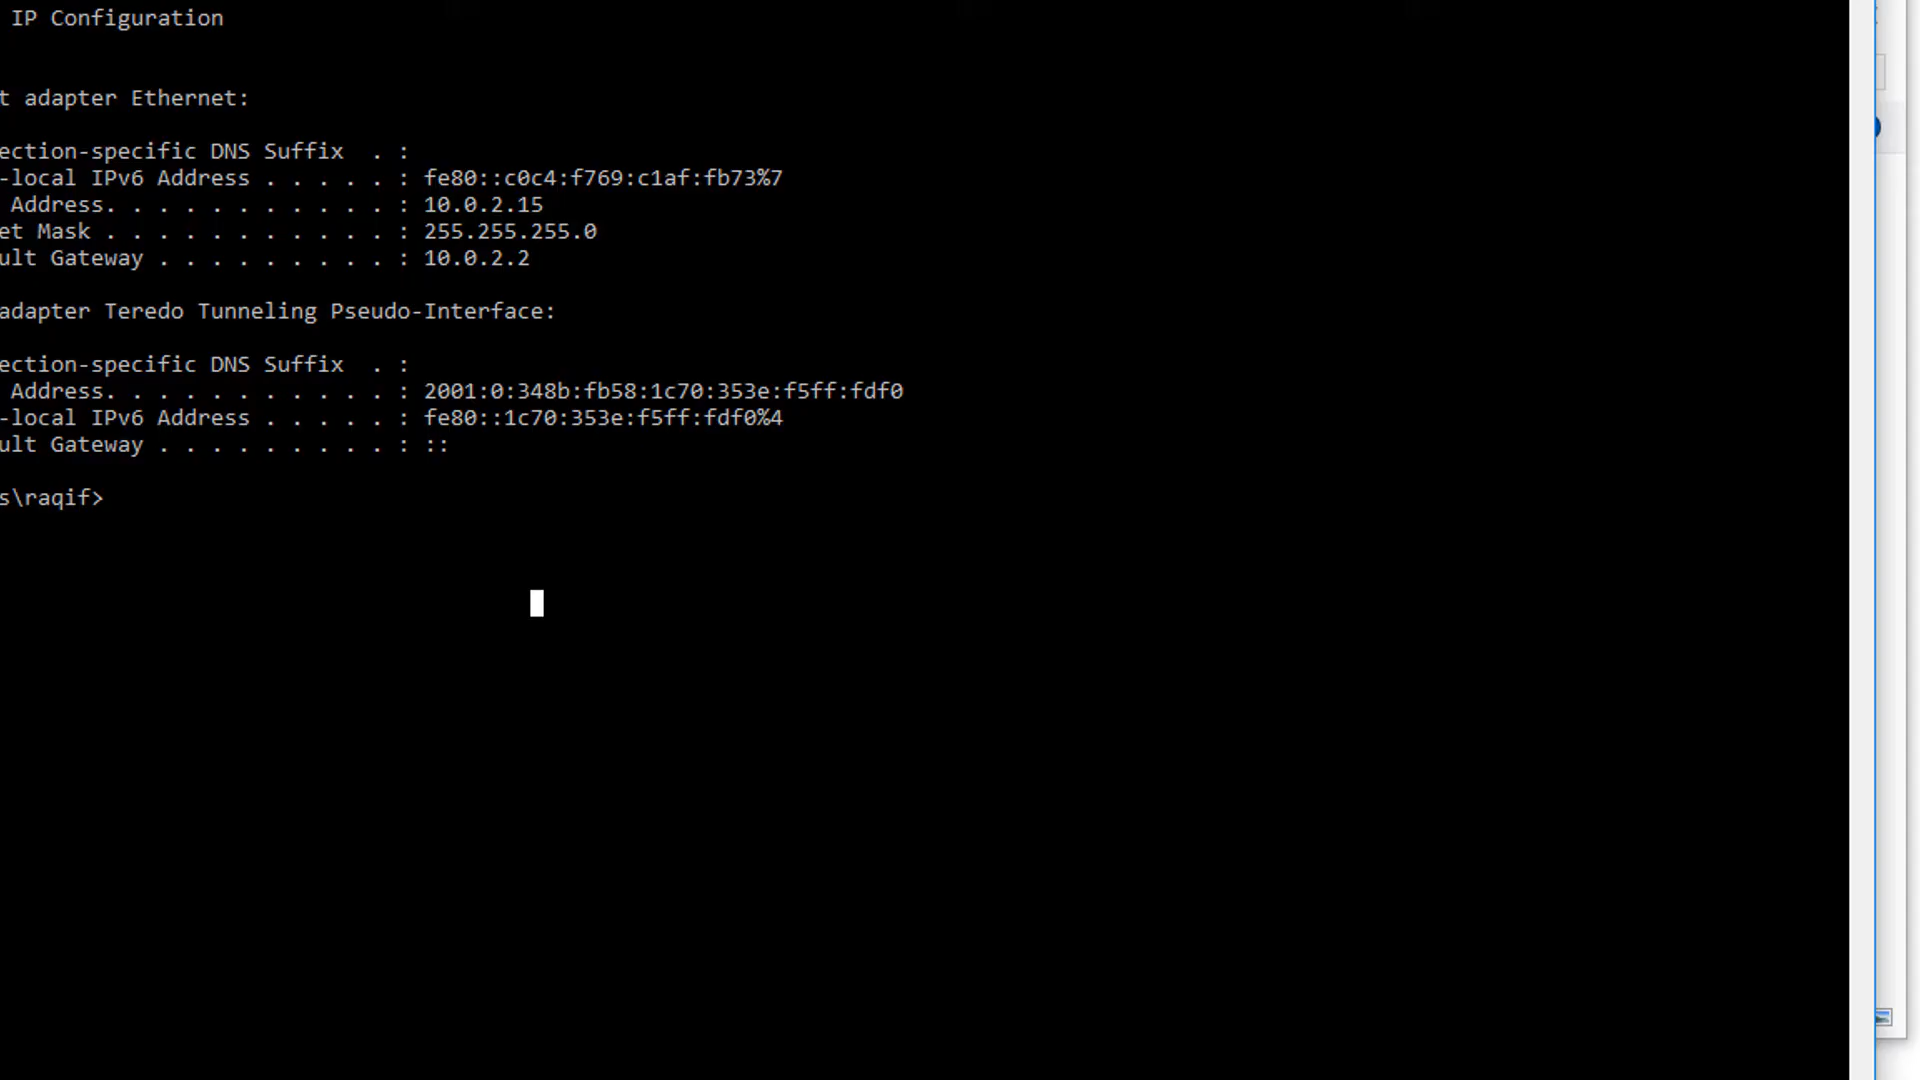 IP Configuration
t adapter Ethernet:
ection-specific DNS Suffix  . :
-local IPv6 Address . . . . . : fe80::c0c4:f769:c1af:fb73%7
Address. . . . . . . . . . . : 10.0.2.15
et Mask . . . . . . . . . . . : 255.255.255.0
ult Gateway . . . . . . . . . : 10.0.2.2
adapter Teredo Tunneling Pseudo-Interface:
ection-specific DNS Suffix  . :
Address. . . . . . . . . . . : 2001:0:348b:fb58:1c70:353e:f5ff:fdf0
-local IPv6 Address . . . . . : fe80::1c70:353e:f5ff:fdf0%4
ult Gateway . . . . . . . . . : ::
s\raqif>